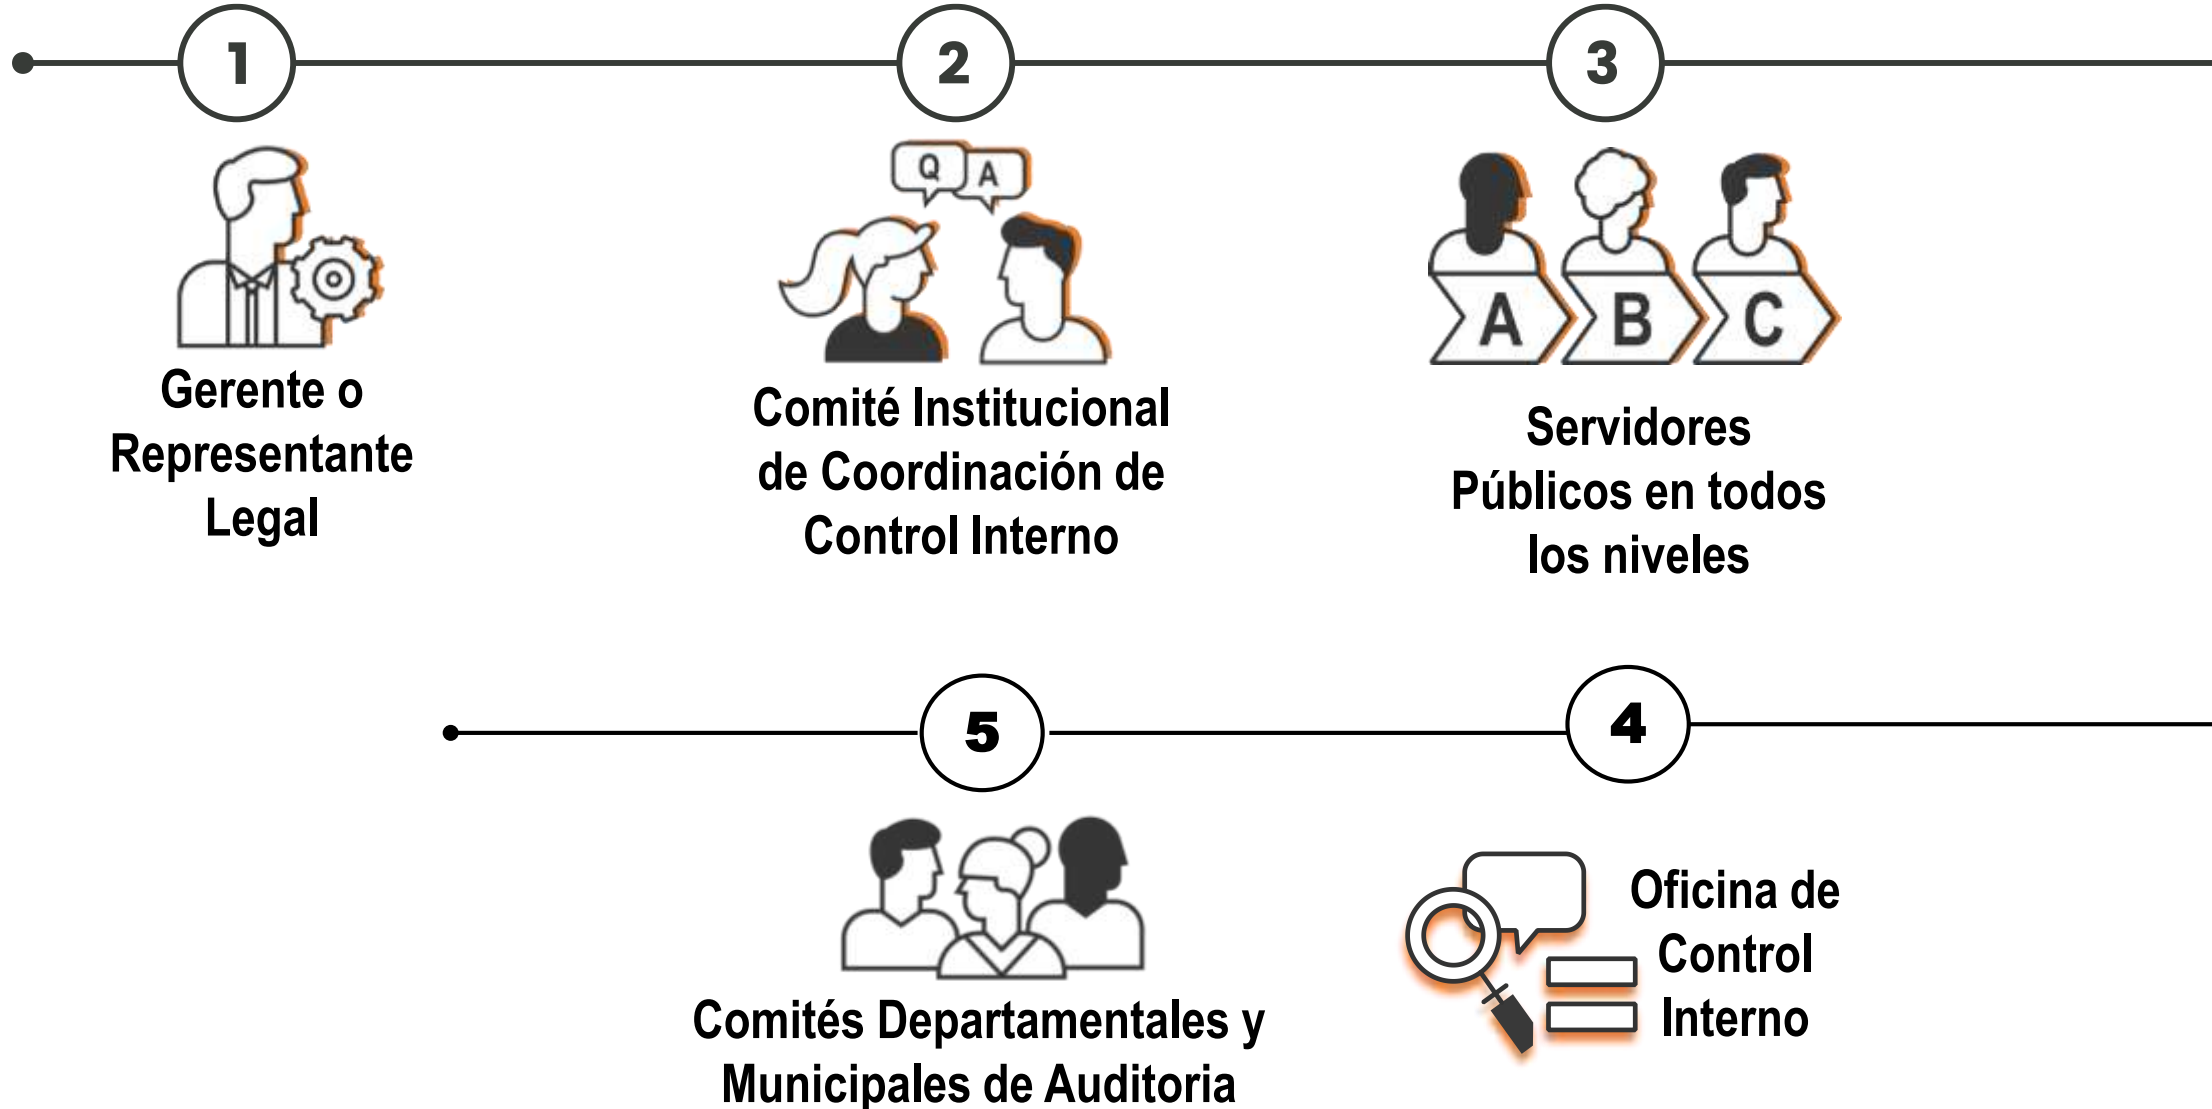 1
2
3
Q A
A B C
Gerente o
Representante
Legal
Comité Institucional
de Coordinación de
Control Interno
Servidores
Públicos en todos
los niveles
5
4
Comités Departamentales y
Municipales de Auditoria
Oficina de
Control
Interno